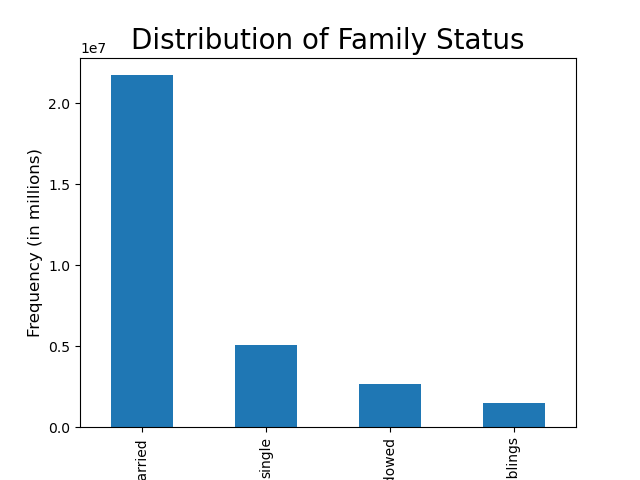 Distribution of Family Status
1e7
Frequency (in millions)
2.0
1.5
1.0
0.5
0.0
arried
single
dowed
blings